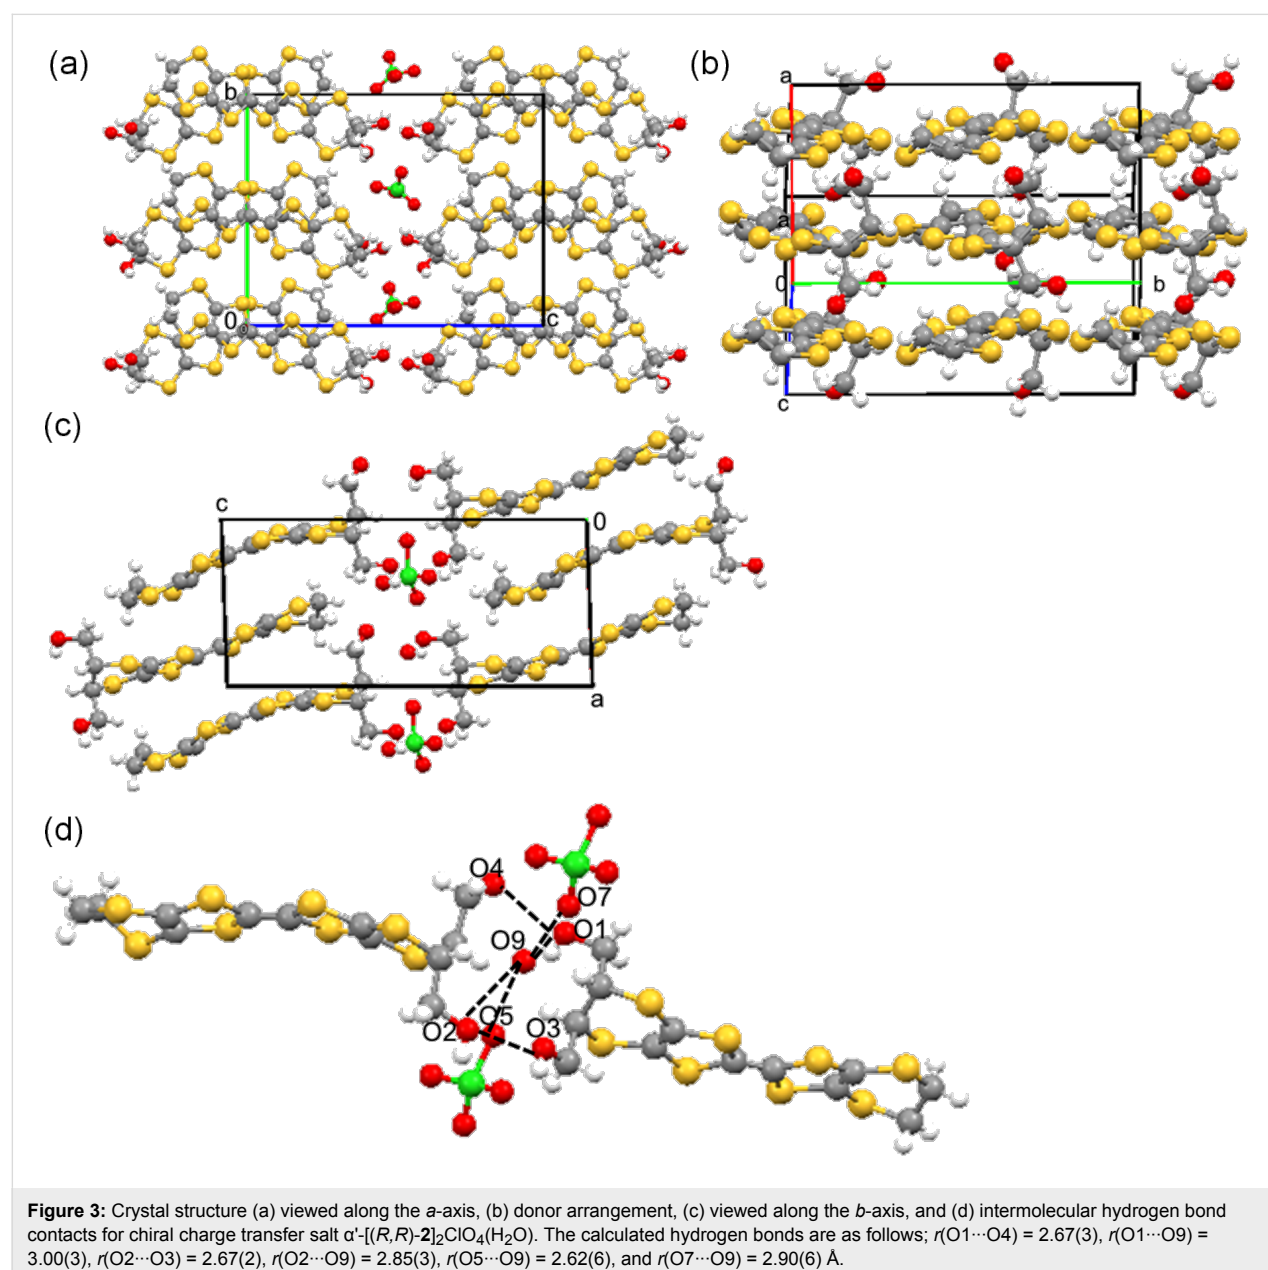 (a)
b
0
c
(b)
a
a
0
b
c
(c)
c
0
a
(d)
O4
O7
O1
O9
O5
O2
O3
Figure 3: Crystal structure (a) viewed along the a-axis, (b) donor arrangement, (c) viewed along the b-axis, and (d) intermolecular hydrogen bond
contacts for chiral charge transfer salt α'-[(R,R)-2]₂ClO₄(H₂O). The calculated hydrogen bonds are as follows; r(O1···O4) = 2.67(3), r(O1···O9) =
3.00(3), r(O2···O3) = 2.67(2), r(O2···O9) = 2.85(3), r(O5···O9) = 2.62(6), and r(O7···O9) = 2.90(6) Å.